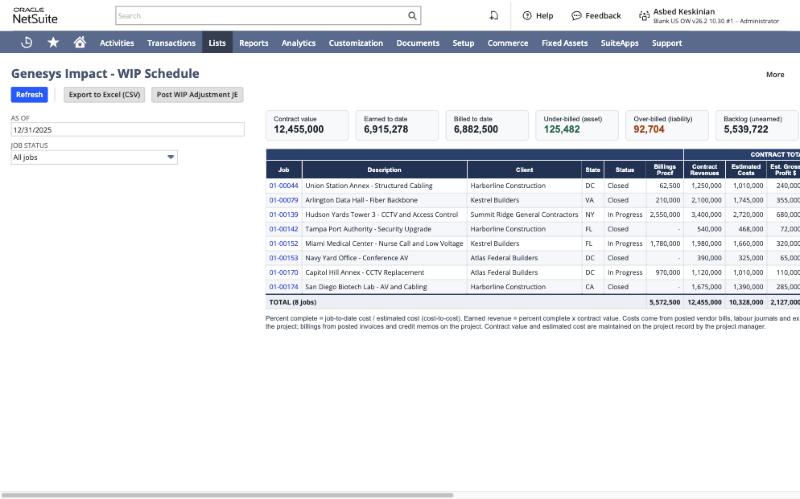 ORACLE
NetSuite
Search
Help
Feedback
Asbed Keskinian
Blank US OW v26.2 10.30 #1 - Administrator
Activities Transactions Lists Reports Analytics Customization Documents Setup Commerce Fixed Assets SuiteApps Support
Genesys Impact - WIP Schedule
More
Refresh Export to Excel (CSV) Post WIP Adjustment JE
AS OF
12/31/2025
JOB STATUS
All jobs
Contract value Earned to date Billed to date Under-billed (asset) Over-billed (liability) Backlog (unearned)
12,455,000 6,915,278 6,882,500 125,482 92,704 5,539,722
CONTRACT TOTA
Job Description Client State Status Billings Proof Contract Revenues Estimated Costs Est. Gross Profit $
01-00044 Union Station Annex - Structured Cabling Harborline Construction DC Closed 62,500 1,250,000 1,010,000 240,000
01-00079 Arlington Data Hall - Fiber Backbone Kestrel Builders VA Closed 210,000 2,100,000 1,745,000 355,000
01-00139 Hudson Yards Tower 3 - CCTV and Access Control Summit Ridge General Contractors NY In Progress 2,550,000 3,400,000 2,720,000 680,000
01-00142 Tampa Port Authority - Security Upgrade Harborline Construction FL Closed - 540,000 468,000 72,000
01-00152 Miami Medical Center - Nurse Call and Low Voltage Kestrel Builders FL In Progress 1,780,000 1,980,000 1,660,000 320,000
01-00153 Navy Yard Office - Conference AV Atlas Federal Builders DC Closed - 390,000 325,000 65,000
01-00170 Capitol Hill Annex - CCTV Replacement Atlas Federal Builders DC In Progress 970,000 1,120,000 1,010,000 110,000
01-00174 San Diego Biotech Lab - AV and Cabling Harborline Construction CA Closed - 1,675,000 1,390,000 285,000
TOTAL (8 jobs) 5,572,500 12,455,000 10,328,000 2,127,000
Percent complete = job-to-date cost / estimated cost (cost-to-cost). Earned revenue = percent complete x contract value. Costs come from posted vendor bills, labour journals and ex
the project; billings from posted invoices and credit memos on the project. Contract value and estimated cost are maintained on the project record by the project manager.